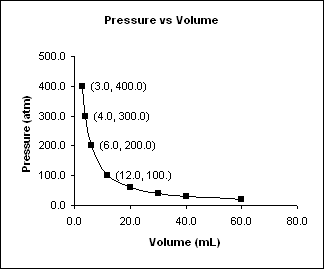 Pressure vs Volume
500.0
400.0
300.0
200.0
100.0
0.0
Pressure (atm)
(3.0, 400.0)
(4.0, 300.0)
(6.0, 200.0)
(12.0, 100.)
0.0 20.0 40.0 60.0 80.0
Volume (mL)